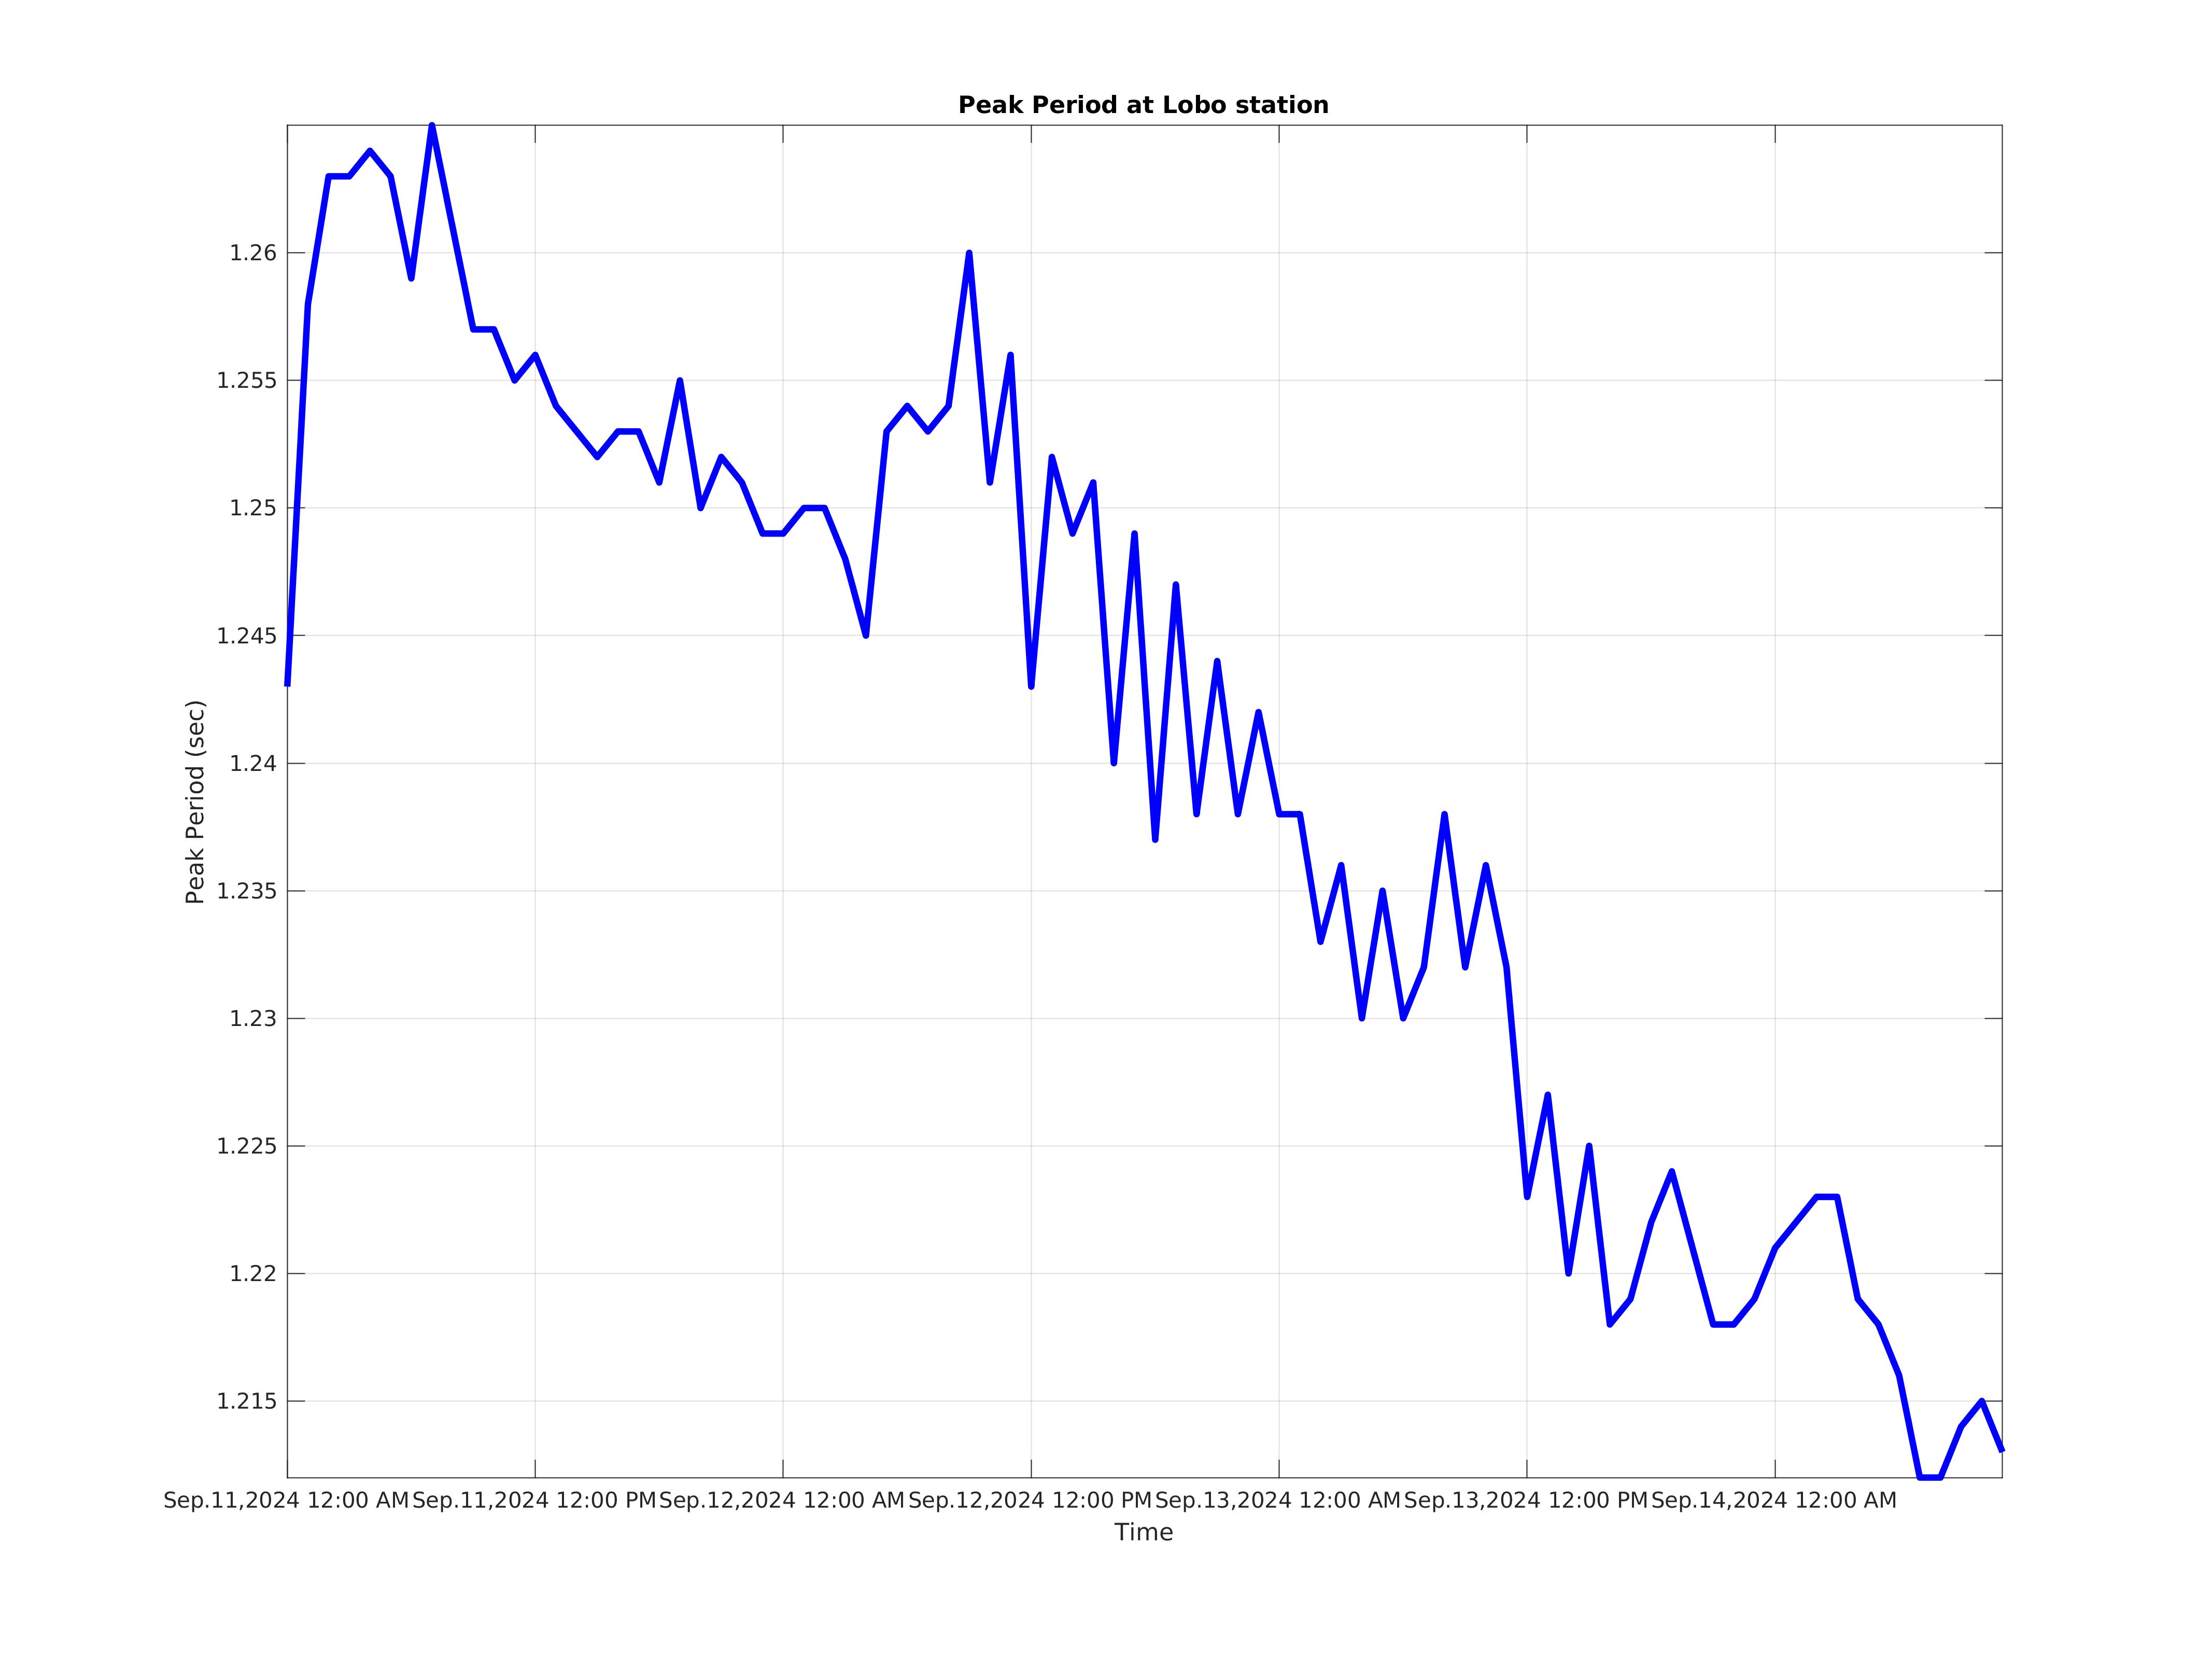 Peak Period at Lobo station
1.26
1.255
1.25
1.245
1.24
1.235
1.23
1.225
1.22
1.215
Peak Period (sec)
Sep.11,2024 12:00 AM Sep.11,2024 12:00 PM Sep.12,2024 12:00 AM Sep.12,2024 12:00 PM Sep.13,2024 12:00 AM Sep.13,2024 12:00 PM Sep.14,2024 12:00 AM
Time